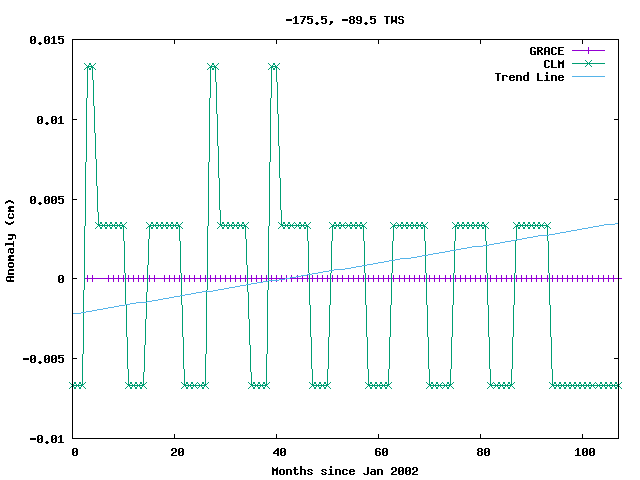 -175.5, -89.5 TWS
0.015
GRACE
CLM
Trend Line
0.01
0.005
Anomaly (cm)
0
-0.005
-0.01
0 20 40 60 80 100
Months since Jan 2002